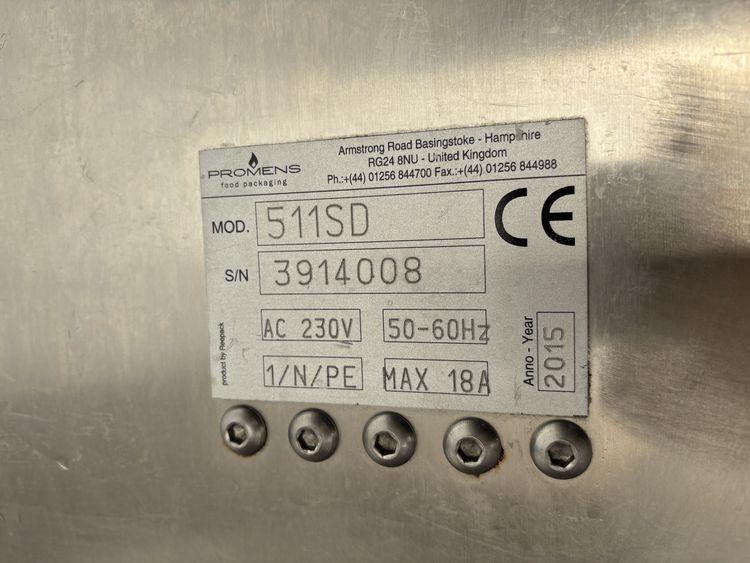 PROMENS
food packaging
Armstrong Road Basingstoke - Hampshire
RG24 8NU - United Kingdom
Ph.:+(44) 01256 844700 Fax.:+(44) 01256 844988
MOD. 511SD
CE
S/N 3914008
AC 230V 50-60Hz
1/N/PE MAX 18A
product by Reepack
Anno - Year 2015